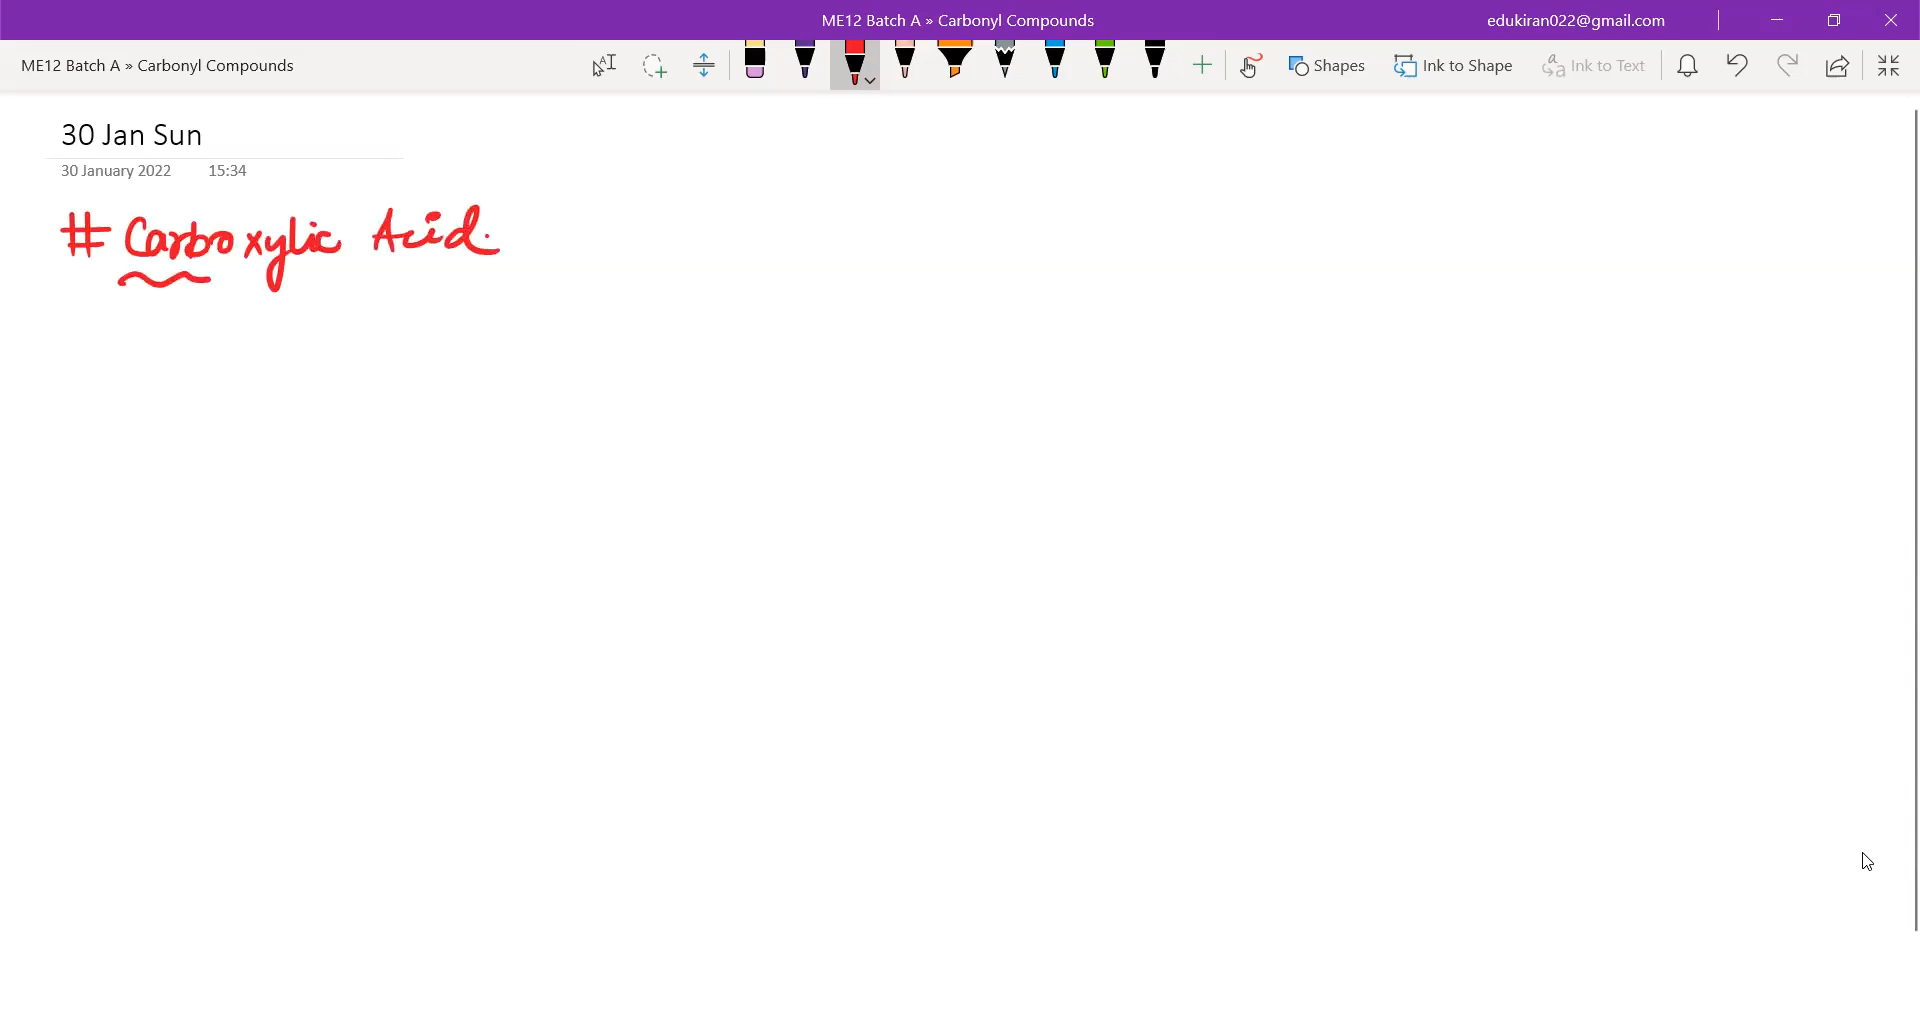 ME12 Batch A » Carbonyl Compounds
edukiran022@gmail.com
ME12 Batch A » Carbonyl Compounds
Shapes
Ink to Shape
Ink to Text
30 Jan Sun
30 January 2022 15:34
# Carboxylic Acid.